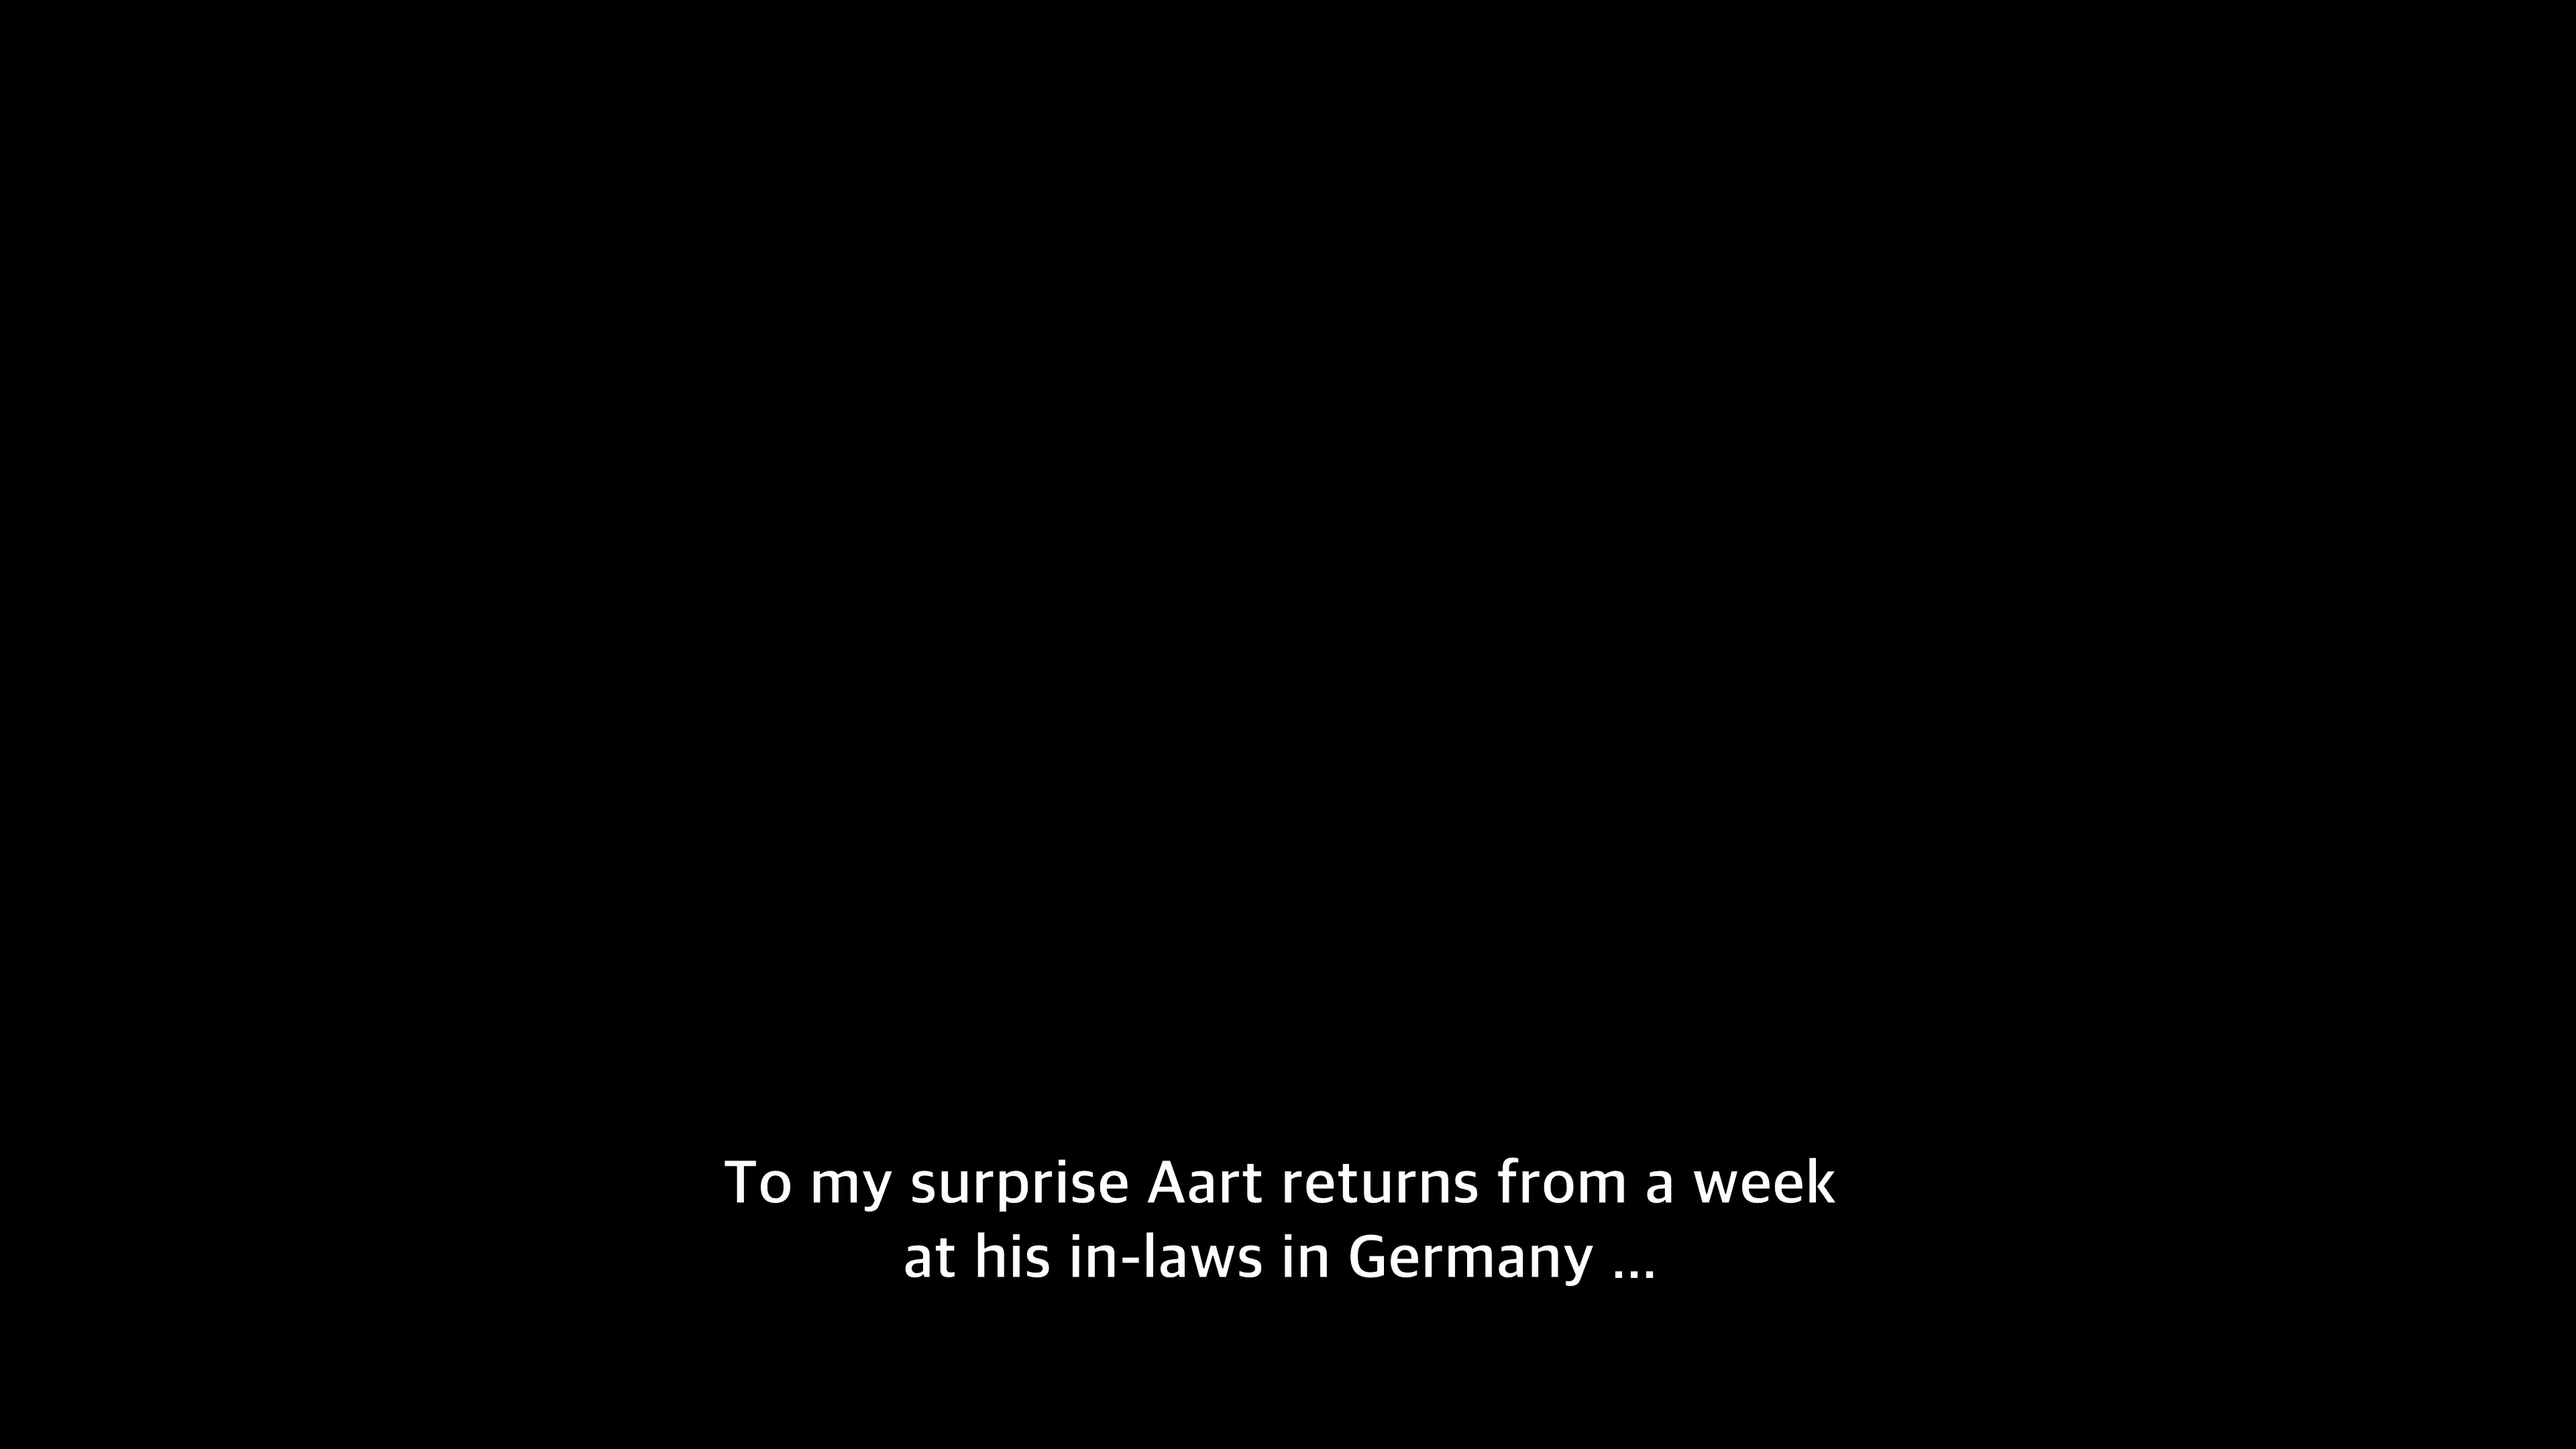 To my surprise Aart returns from a week
at his in-laws in Germany ...